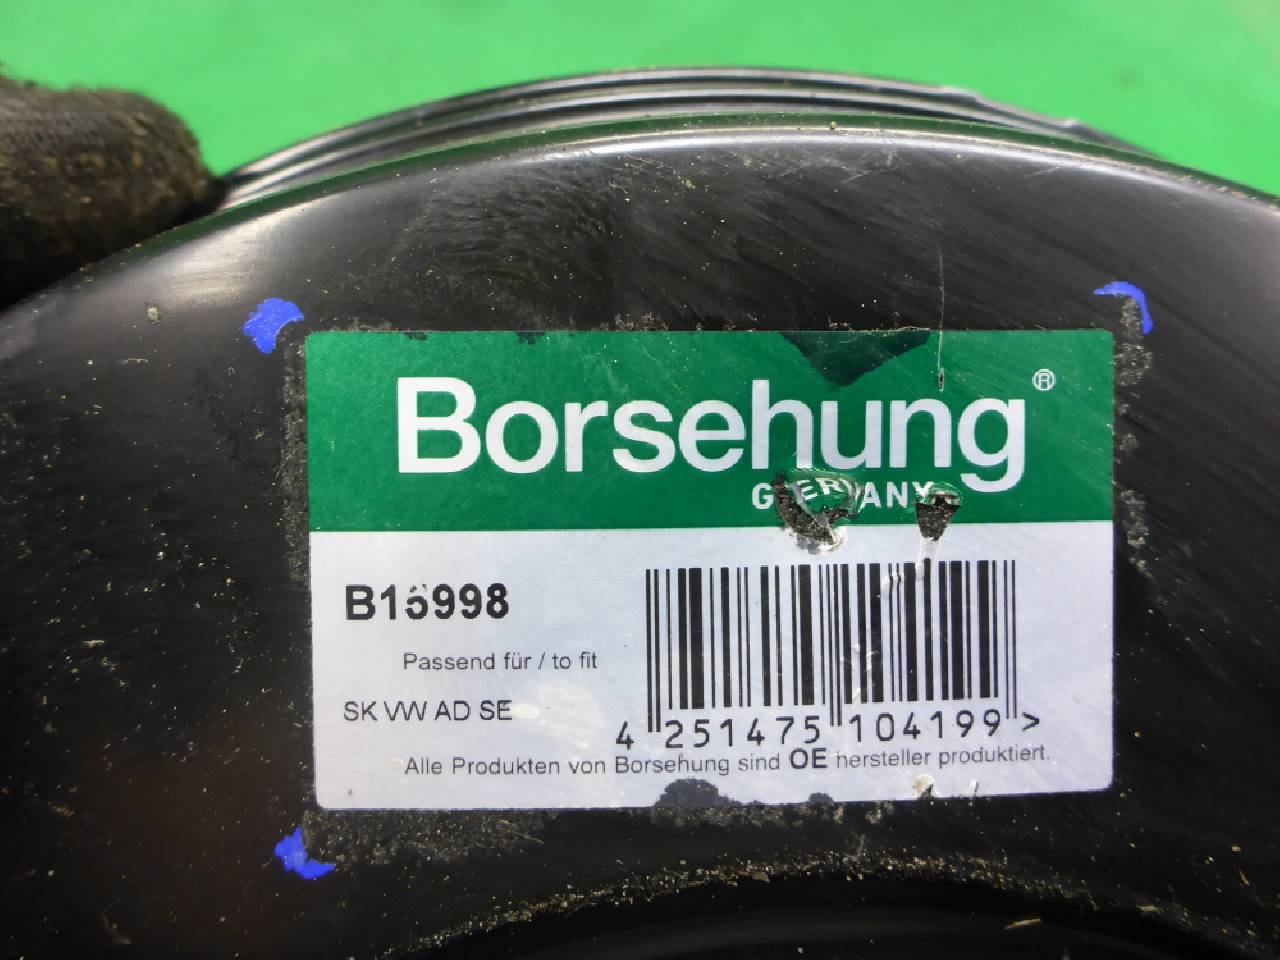 Borsehung®
GERMANY
B16998
Passend für / to fit
SK VW AD SE
4 251475 104199 >
Alle Produkten von Borsehung sind OE hersteller produktiert.